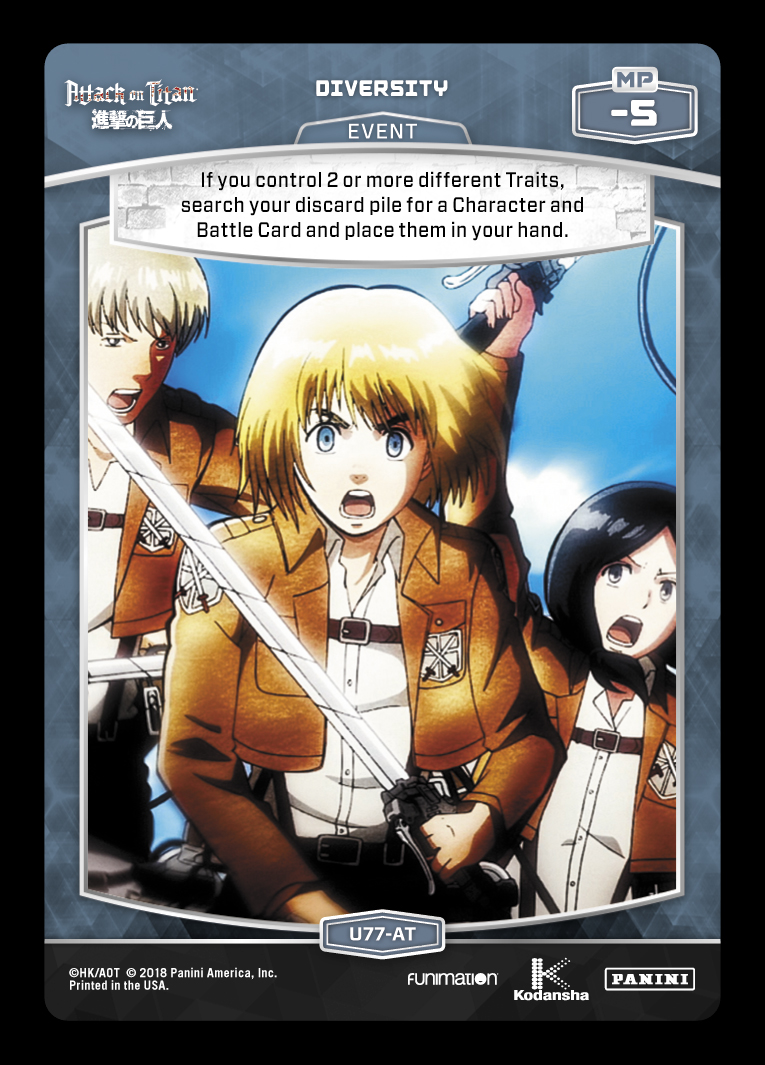 Attack on Titan
進撃の巨人
DIVERSITY
EVENT
MP
-5
If you control 2 or more different Traits,
search your discard pile for a Character and
Battle Card and place them in your hand.
U77-AT
©HK/AOT © 2018 Panini America, Inc.
Printed in the USA.
FUNIMATION
K
Kodansha
PANINI